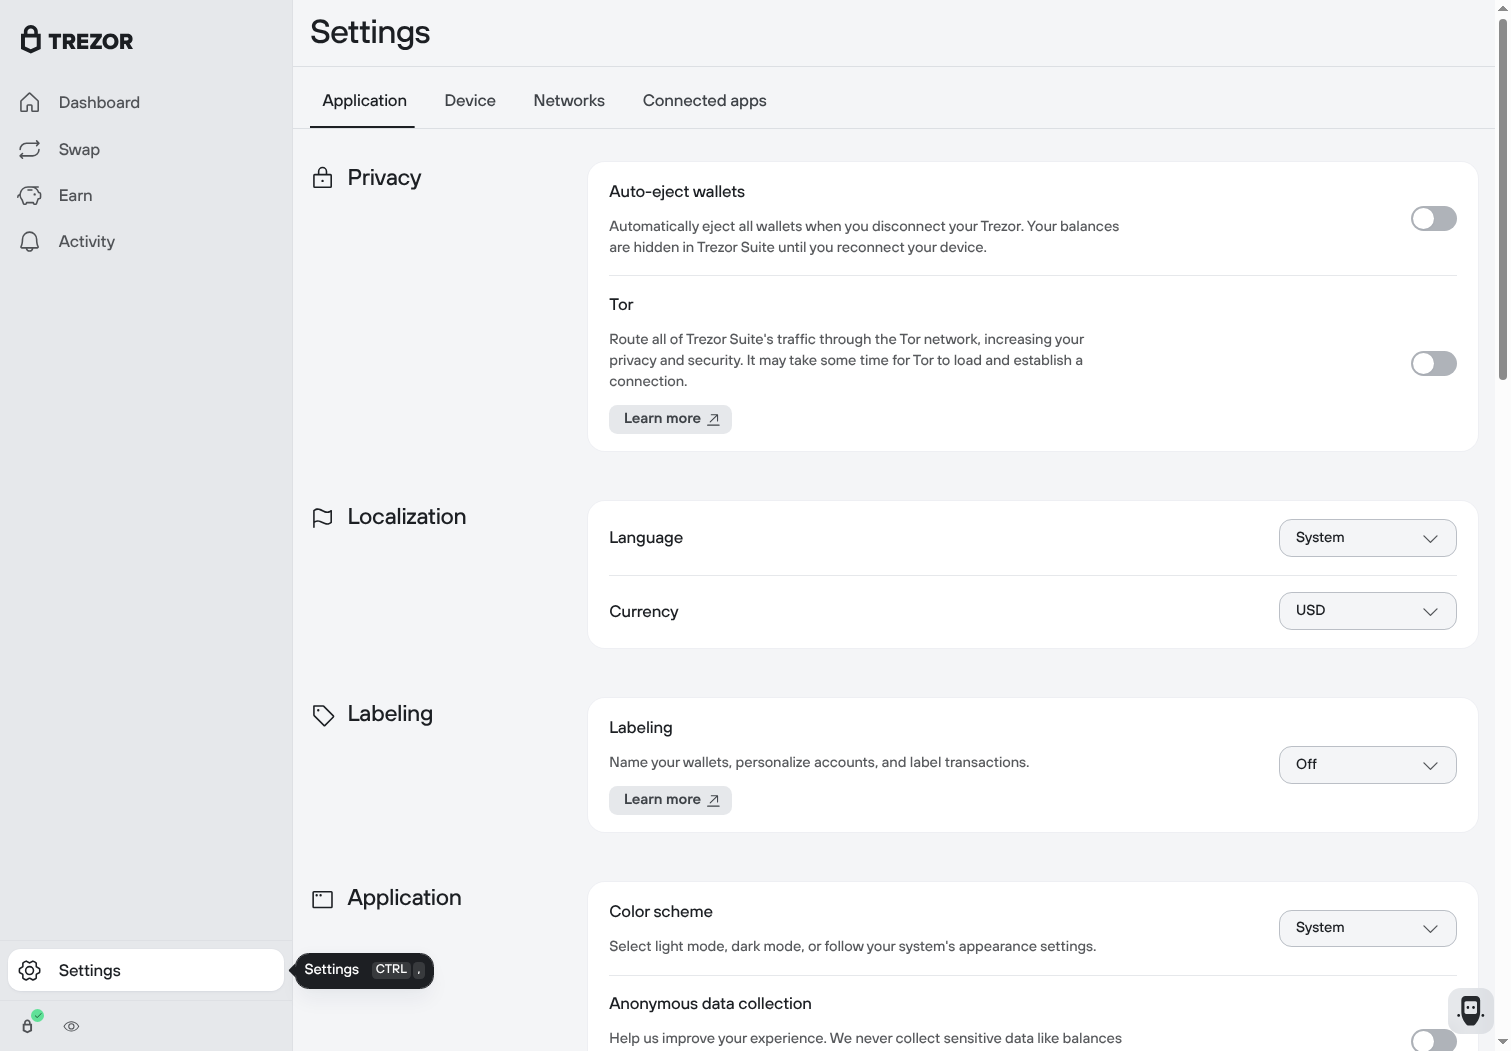 TREZOR
Dashboard
Swap
Earn
Activity
Settings
Settings CTRL ,
Settings
Application Device Networks Connected apps
Privacy
Auto-eject wallets
Automatically eject all wallets when you disconnect your Trezor. Your balances
are hidden in Trezor Suite until you reconnect your device.
Tor
Route all of Trezor Suite's traffic through the Tor network, increasing your
privacy and security. It may take some time for Tor to load and establish a
connection.
Learn more
Localization
Language
System
Currency
USD
Labeling
Labeling
Name your wallets, personalize accounts, and label transactions.
Off
Learn more
Application
Color scheme
Select light mode, dark mode, or follow your system's appearance settings.
System
Anonymous data collection
Help us improve your experience. We never collect sensitive data like balances